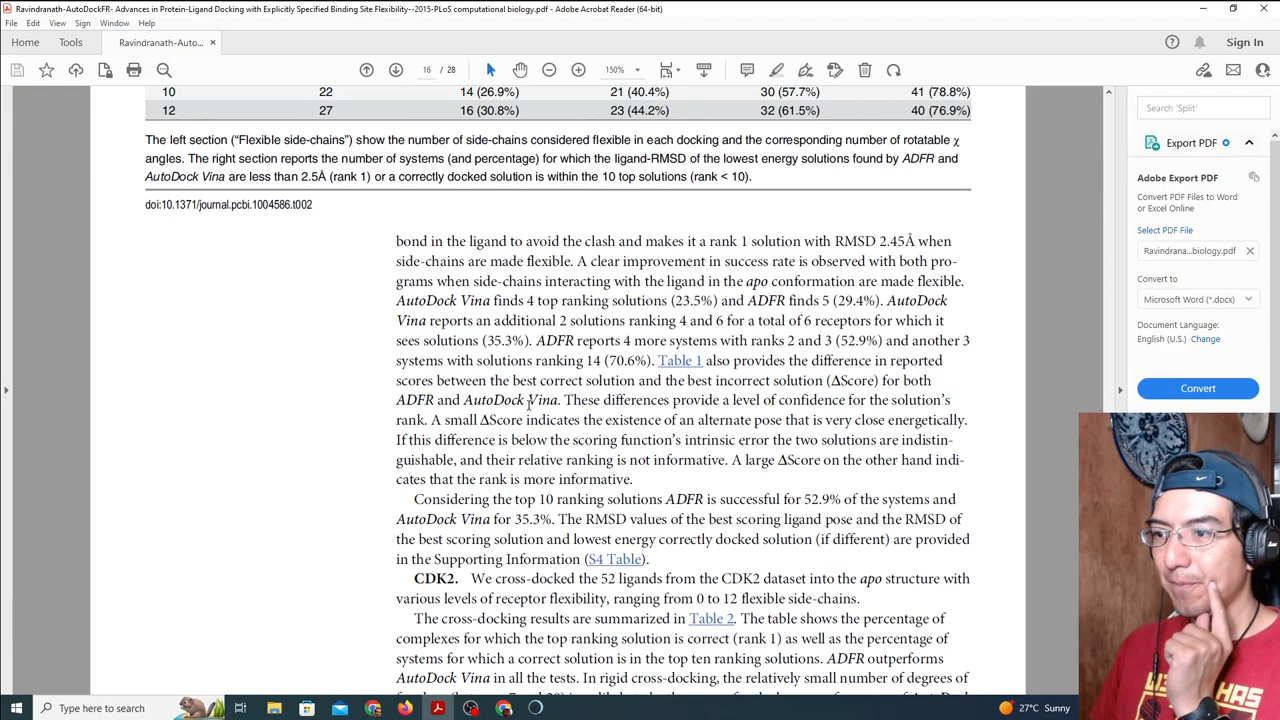 Ravindranath-AutoDockFR- Advances in Protein-Ligand Docking with Explicitly Specified Binding Site Flexibility--2015-PLoS computational biology.pdf - Adobe Acrobat Reader (64-bit)
File Edit View Sign Window Help
Home Tools Ravindranath-Auto... × Sign In
16 / 28 150%
10 22 14 (26.9%) 21 (40.4%) 30 (57.7%) 41 (78.8%)
12 27 16 (30.8%) 23 (44.2%) 32 (61.5%) 40 (76.9%)
The left section ("Flexible side-chains") show the number of side-chains considered flexible in each docking and the corresponding number of rotatable χ
angles. The right section reports the number of systems (and percentage) for which the ligand-RMSD of the lowest energy solutions found by ADFR and
AutoDock Vina are less than 2.5Å (rank 1) or a correctly docked solution is within the 10 top solutions (rank < 10).
doi:10.1371/journal.pcbi.1004586.t002
bond in the ligand to avoid the clash and makes it a rank 1 solution with RMSD 2.45Å when
side-chains are made flexible. A clear improvement in success rate is observed with both pro-
grams when side-chains interacting with the ligand in the apo conformation are made flexible.
AutoDock Vina finds 4 top ranking solutions (23.5%) and ADFR finds 5 (29.4%). AutoDock
Vina reports an additional 2 solutions ranking 4 and 6 for a total of 6 receptors for which it
sees solutions (35.3%). ADFR reports 4 more systems with ranks 2 and 3 (52.9%) and another 3
systems with solutions ranking 14 (70.6%). Table 1 also provides the difference in reported
scores between the best correct solution and the best incorrect solution (ΔScore) for both
ADFR and AutoDock Vina. These differences provide a level of confidence for the solution's
rank. A small ΔScore indicates the existence of an alternate pose that is very close energetically.
If this difference is below the scoring function's intrinsic error the two solutions are indistin-
guishable, and their relative ranking is not informative. A large ΔScore on the other hand indi-
cates that the rank is more informative.
Considering the top 10 ranking solutions ADFR is successful for 52.9% of the systems and
AutoDock Vina for 35.3%. The RMSD values of the best scoring ligand pose and the RMSD of
the best scoring solution and lowest energy correctly docked solution (if different) are provided
in the Supporting Information (S4 Table).
CDK2. We cross-docked the 52 ligands from the CDK2 dataset into the apo structure with
various levels of receptor flexibility, ranging from 0 to 12 flexible side-chains.
The cross-docking results are summarized in Table 2. The table shows the percentage of
complexes for which the top ranking solution is correct (rank 1) as well as the percentage of
systems for which a correct solution is in the top ten ranking solutions. ADFR outperforms
AutoDock Vina in all the tests. In rigid cross-docking, the relatively small number of degrees of
Search 'Split'
Export PDF
Adobe Export PDF
Convert PDF Files to Word
or Excel Online
Select PDF File
Ravindrana...biology.pdf
Convert to
Microsoft Word (*.docx)
Document Language:
English (U.S.) Change
Convert
Type here to search
27°C Sunny